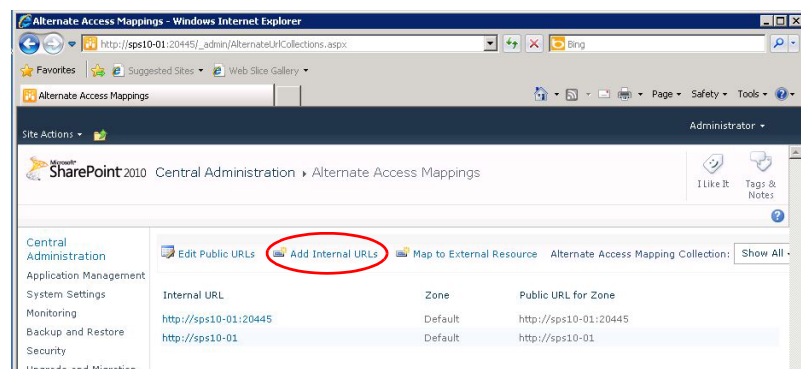 Alternate Access Mappings - Windows Internet Explorer
http://sps10-01:20445/_admin/AlternateUrlCollections.aspx
Bing
Favorites Suggested Sites Web Slice Gallery
Alternate Access Mappings Page Safety Tools
Administrator
Site Actions
Microsoft SharePoint 2010 Central Administration Alternate Access Mappings
I Like It Tags & Notes
Central Administration
Edit Public URLs Add Internal URLs Map to External Resource Alternate Access Mapping Collection: Show All
Application Management
System Settings
Internal URL Zone Public URL for Zone
Monitoring
http://sps10-01:20445 Default http://sps10-01:20445
Backup and Restore
http://sps10-01 Default http://sps10-01
Security
Upgrade and Migration